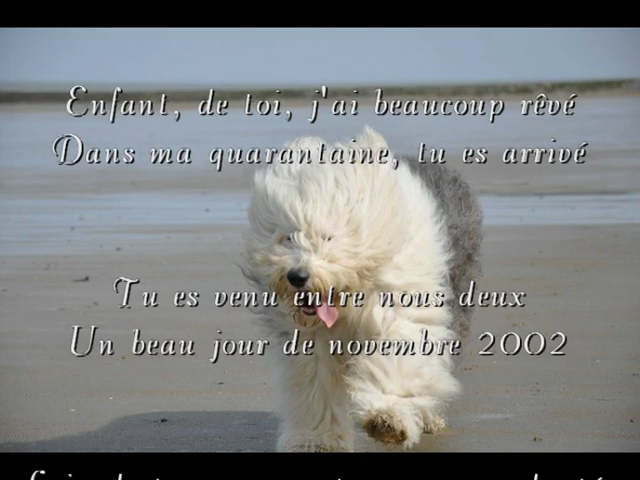 Enfant, de toi, j'ai beaucoup rêvé
Dans ma quarantaine, tu es arrivé
Tu es venu entre nous deux
Un beau jour de novembre 2002